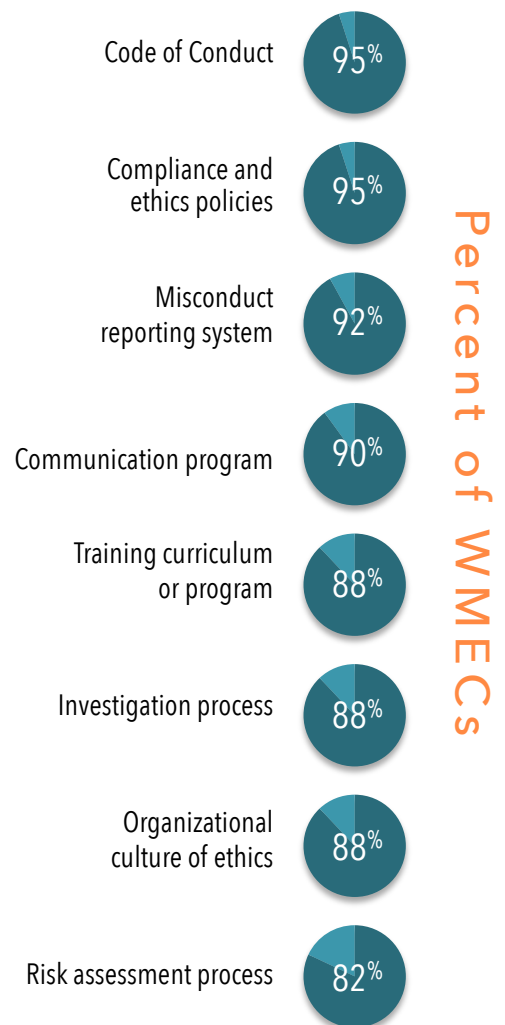 Code of Conduct
95%
Compliance and
ethics policies
95%
Misconduct
reporting system
92%
Communication program
90%
Training curriculum
or program
88%
Investigation process
88%
Organizational
culture of ethics
88%
Risk assessment process
82%
Percent of WMECs